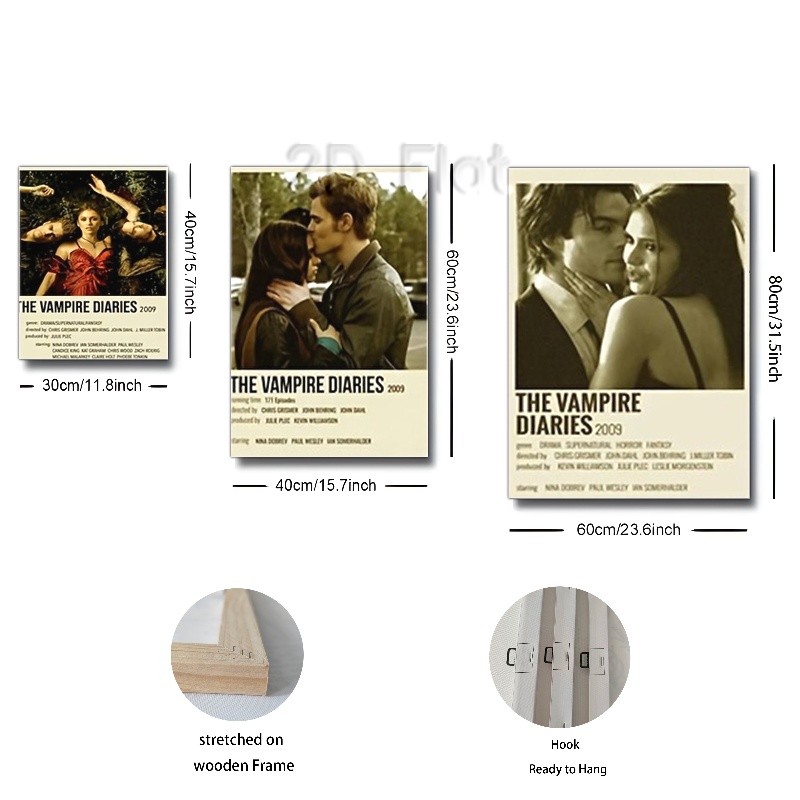 2D Flat
THE VAMPIRE DIARIES 2009
genre DRAMA/SUPERNATURAL/FANTASY
directed by CHRIS GRISMER JOHN BEHRING JOHN DAHL J. MILLER TOBIN
produced by JULIE PLEC
starring NINA DOBREV IAN SOMERHALDER PAUL WESLEY
CANDICE KING KAT GRAHAM CHRIS WOOD ZACH ROERIG
MICHAEL MALARKEY CLAIRE HOLT PHOEBE TONKIN
40cm/15.7inch
30cm/11.8inch
THE VAMPIRE DIARIES 2009
running time 171 Episodes
directed by CHRIS GRISMER JOHN BEHRING JOHN DAHL
produced by JULIE PLEC KEVIN WILLIAMSON
starring NINA DOBREV PAUL WESLEY IAN SOMERHALDER
60cm/23.6inch
40cm/15.7inch
THE VAMPIRE
DIARIES 2009
genre DRAMA SUPERNATURAL HORROR FANTASY
directed by CHRIS GRISMER JOHN DAHL JOHN BEHRING J.MILLER TOBIN
produced by KEVIN WILLIAMSON JULIE PLEC LESLIE MORGENSTEIN
starring NINA DOBREV PAUL WESLEY IAN SOMERHALDER
80cm/31.5inch
60cm/23.6inch
stretched on
wooden Frame
Hook
Ready to Hang